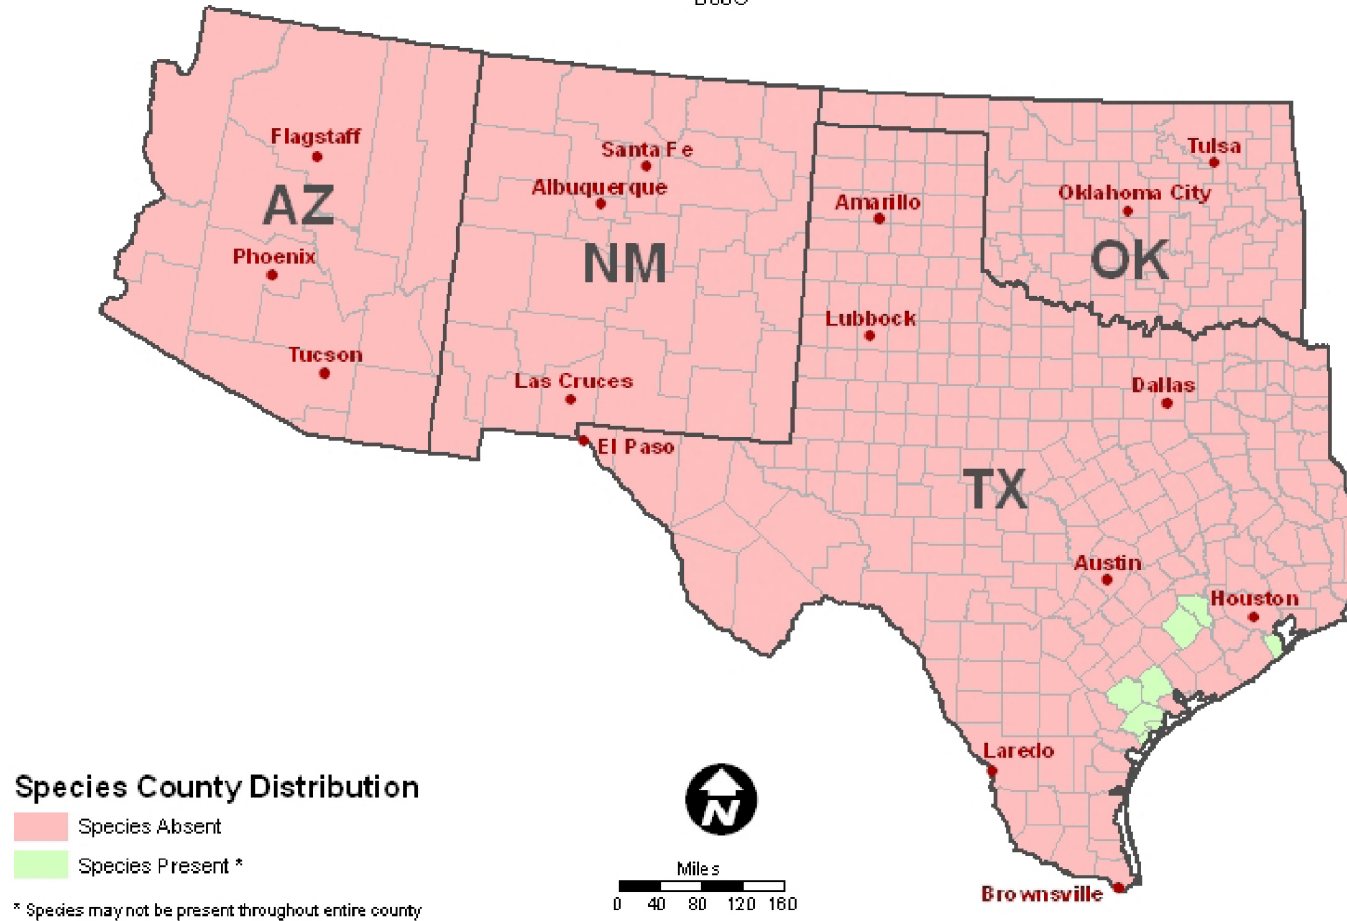 Flagstaff
Santa Fe
Tulsa
Albuquerque
Oklahoma City
Amarillo
AZ
Phoenix
NM
OK
Lubbock
Tucson
Las Cruces
Dallas
El Paso
TX
Austin
Houston
Laredo
Species County Distribution
Species Absent
Species Present *
* Species may not be present throughout entire county
N
Miles
0 40 80 120 160
Brownsville